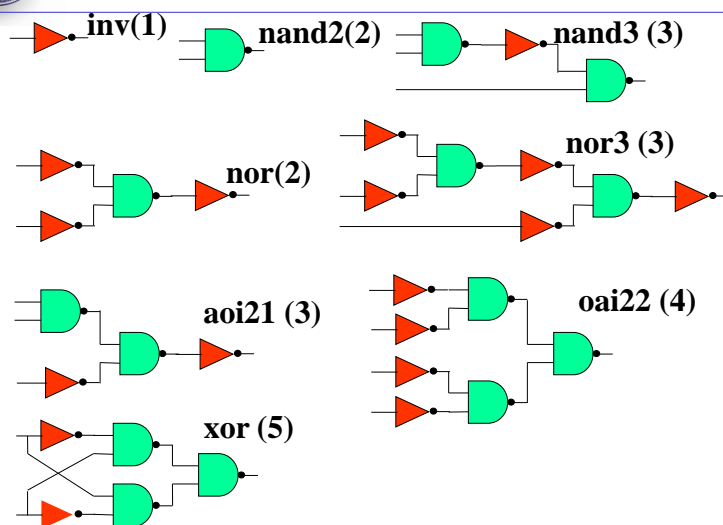 inv(1)
nand2(2)
nand3 (3)
nor(2)
nor3 (3)
aoi21 (3)
oai22 (4)
xor (5)